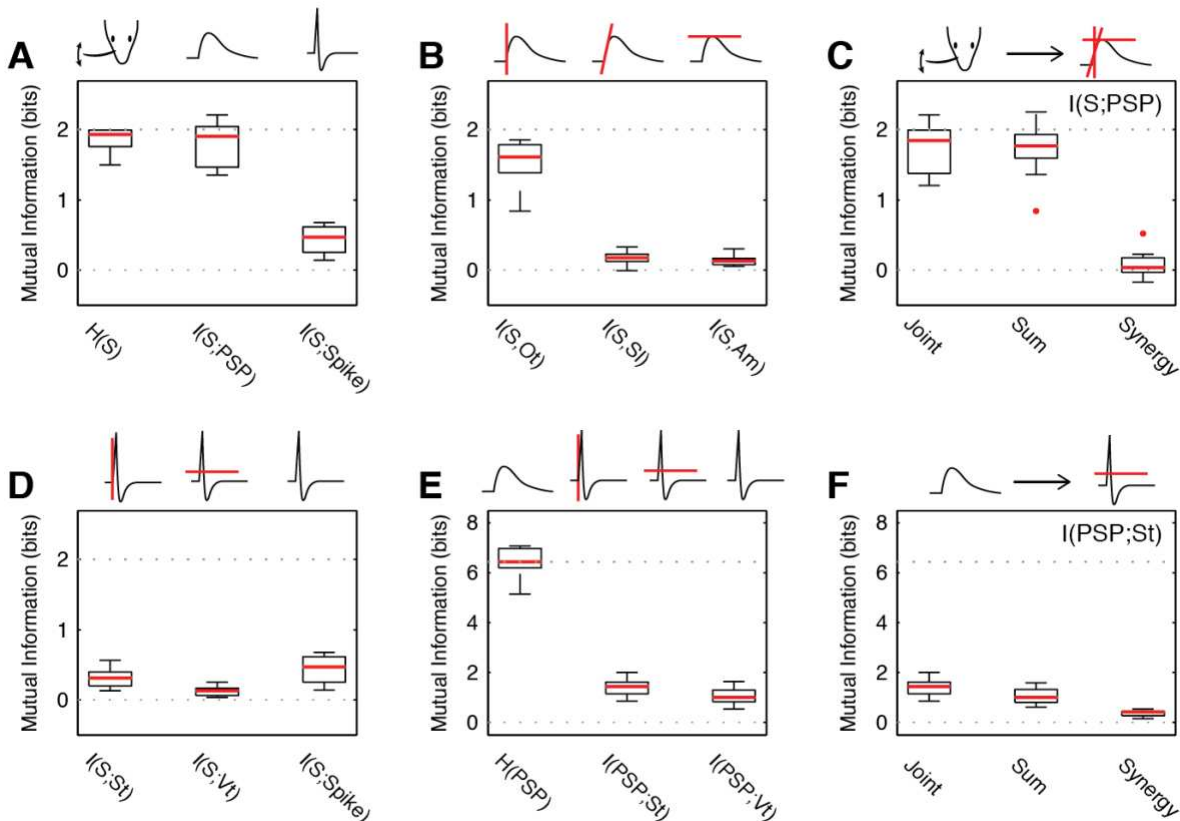 A
B
C
Mutual Information (bits)
2
1
0
H(S)
I(S;PSP)
I(S;Spike)
Mutual Information (bits)
2
1
0
I(S,Ot)
I(S,Sl)
I(S,Am)
I(S;PSP)
Mutual Information (bits)
2
1
0
Joint
Sum
Synergy
D
E
F
Mutual Information (bits)
2
1
0
I(S;St)
I(S;Vt)
I(S;Spike)
Mutual Information (bits)
8
6
4
2
0
H(PSP)
I(PSP;St)
I(PSP;Vt)
I(PSP;St)
Mutual Information (bits)
8
6
4
2
0
Joint
Sum
Synergy